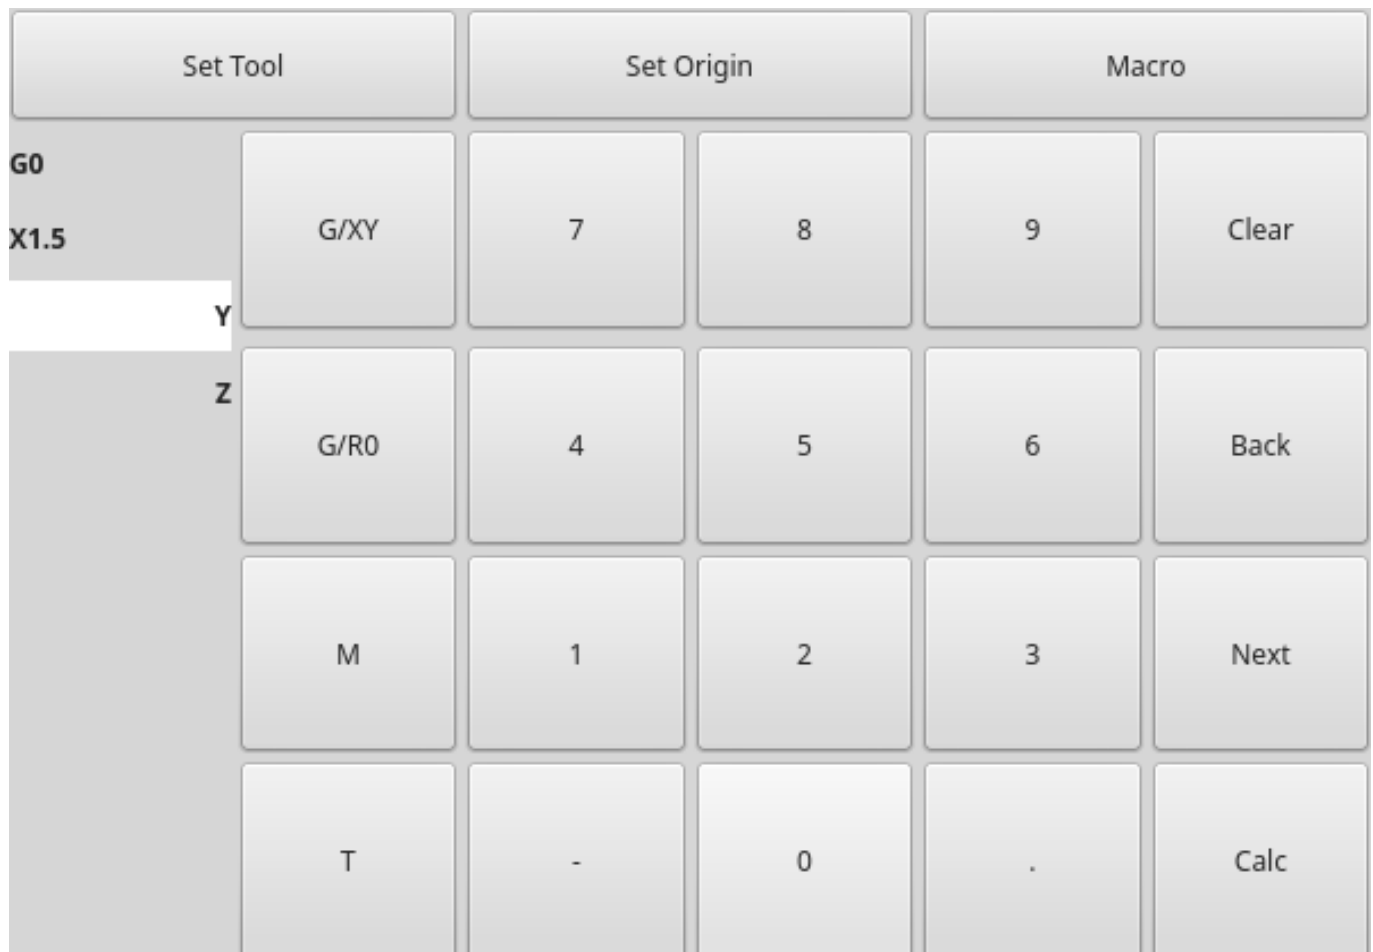 Set Tool Set Origin Macro
G0
X1.5
Y
Z
G/XY 7 8 9 Clear
G/R0 4 5 6 Back
M 1 2 3 Next
T - 0 . Calc